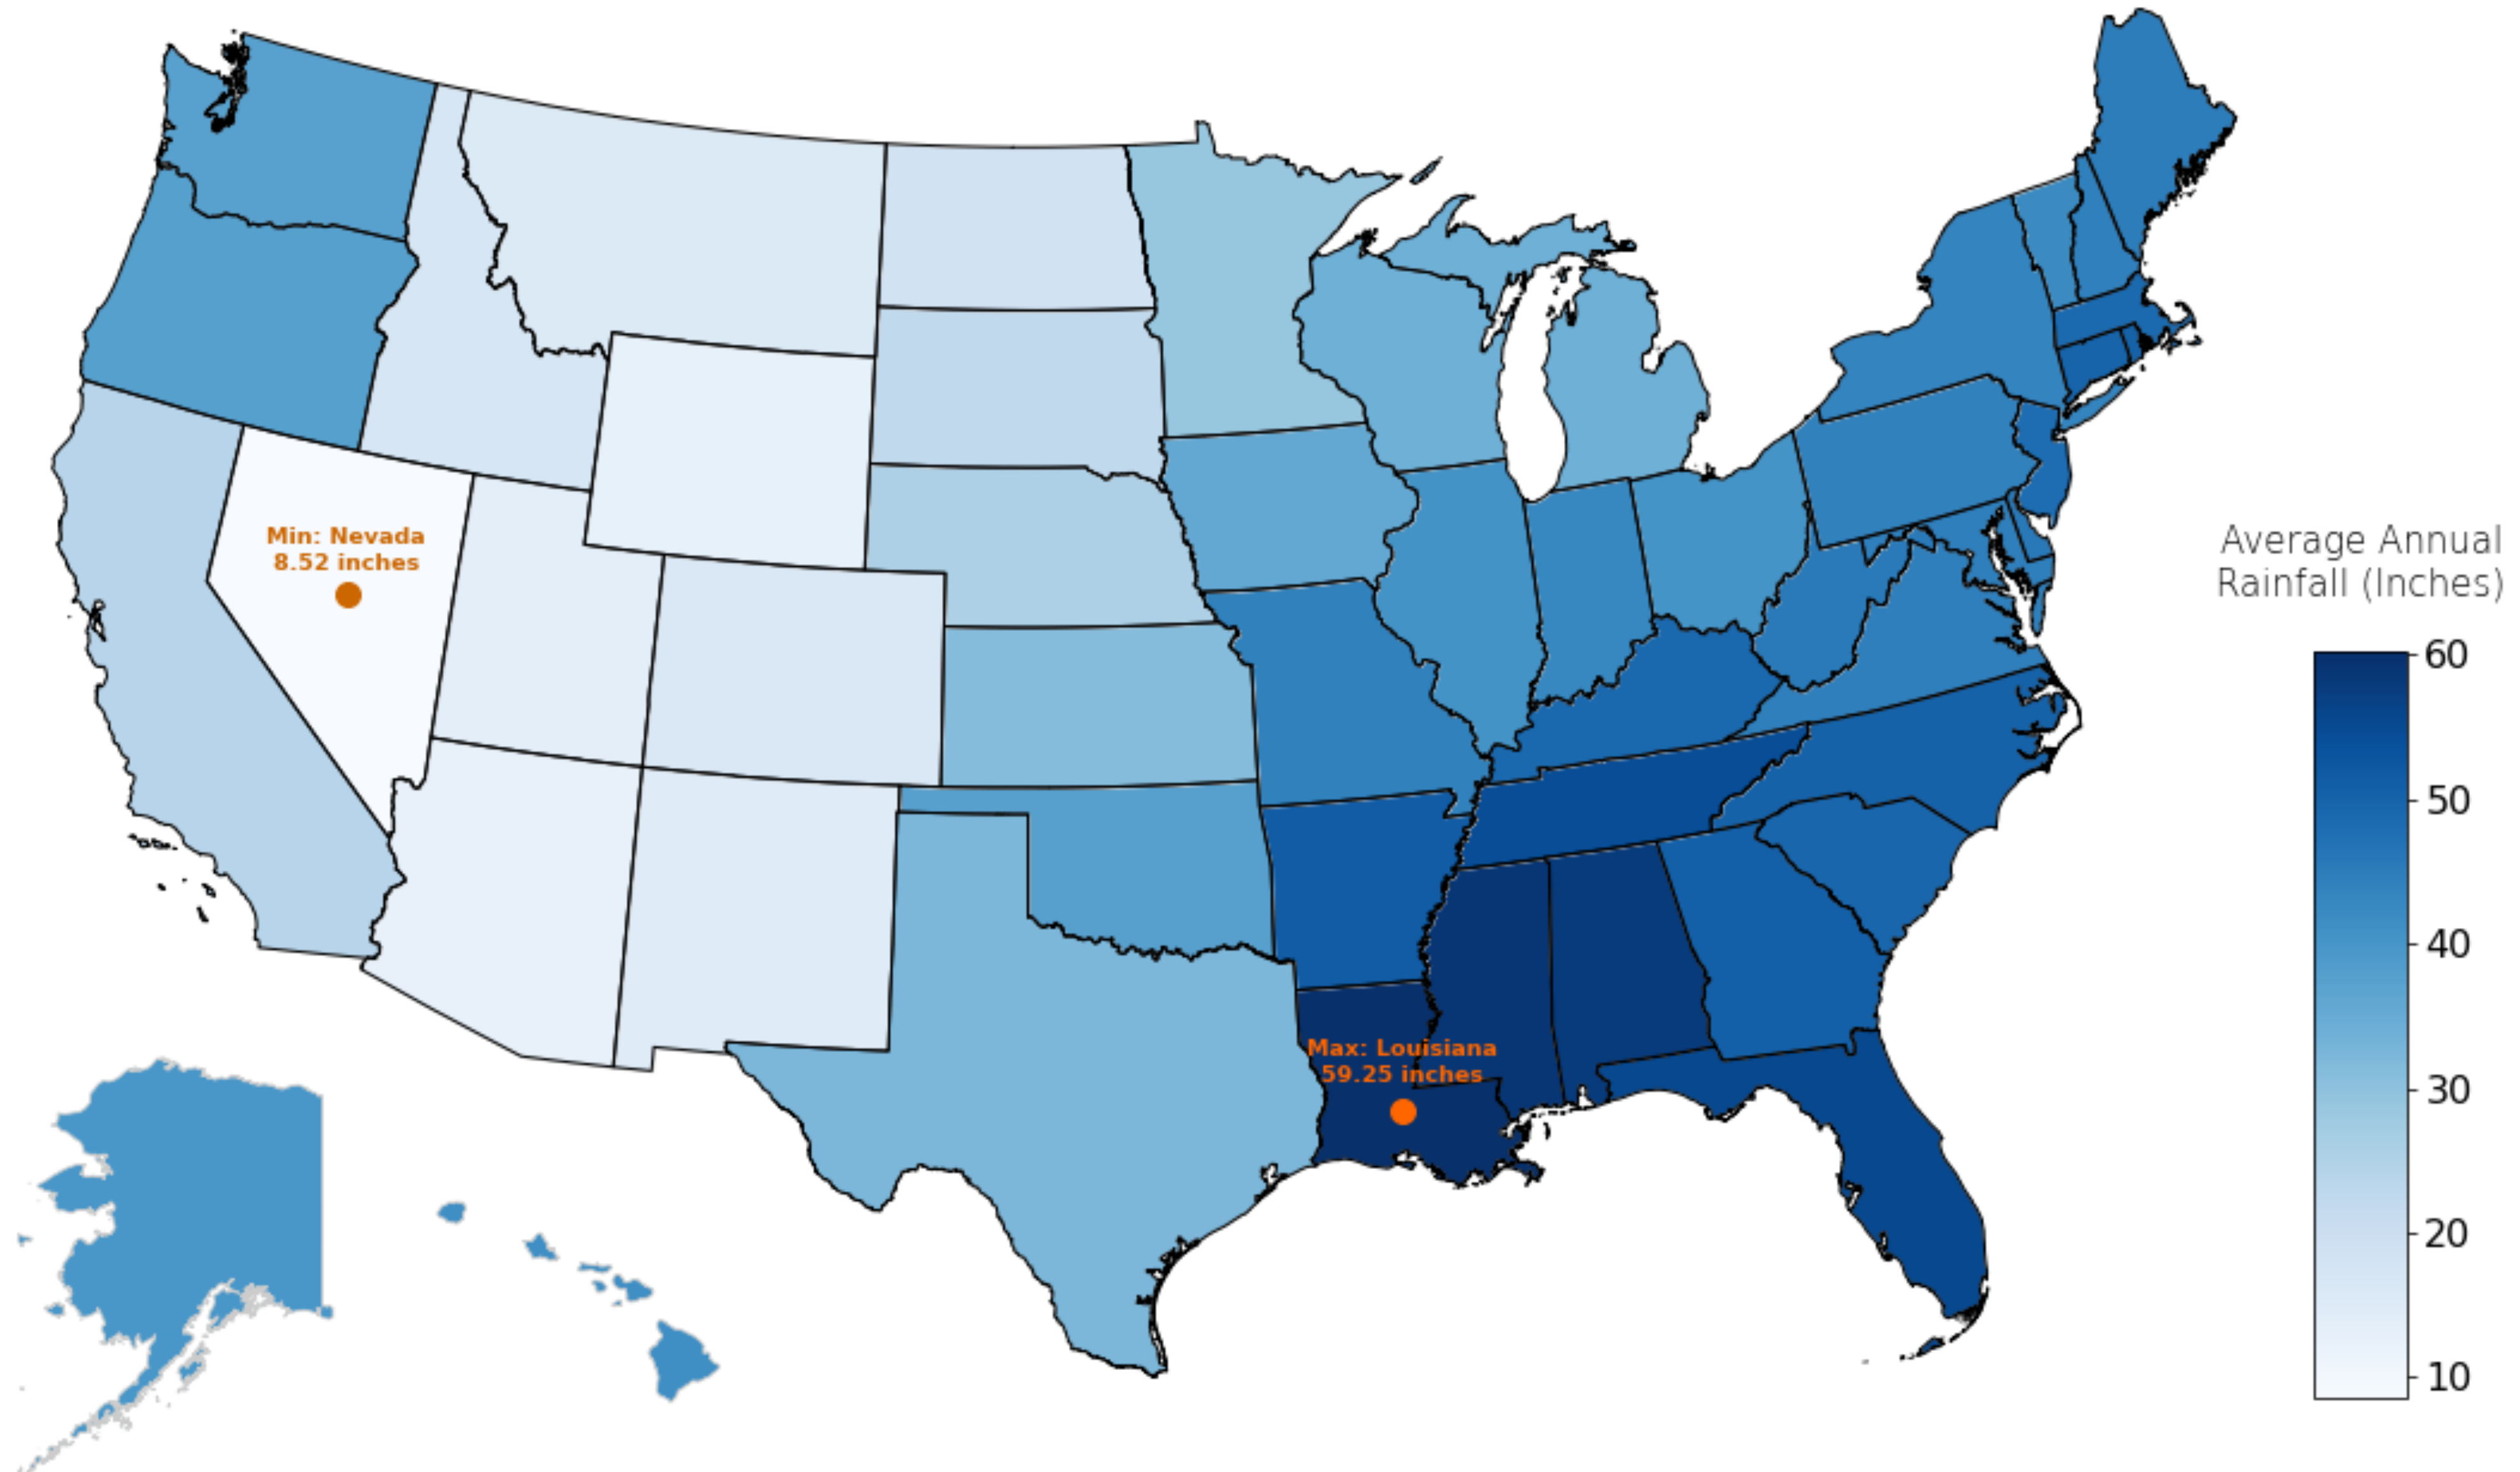 Min: Nevada
8.52 inches
Max: Louisiana
59.25 inches
Average Annual
Rainfall (Inches)
60
50
40
30
20
10